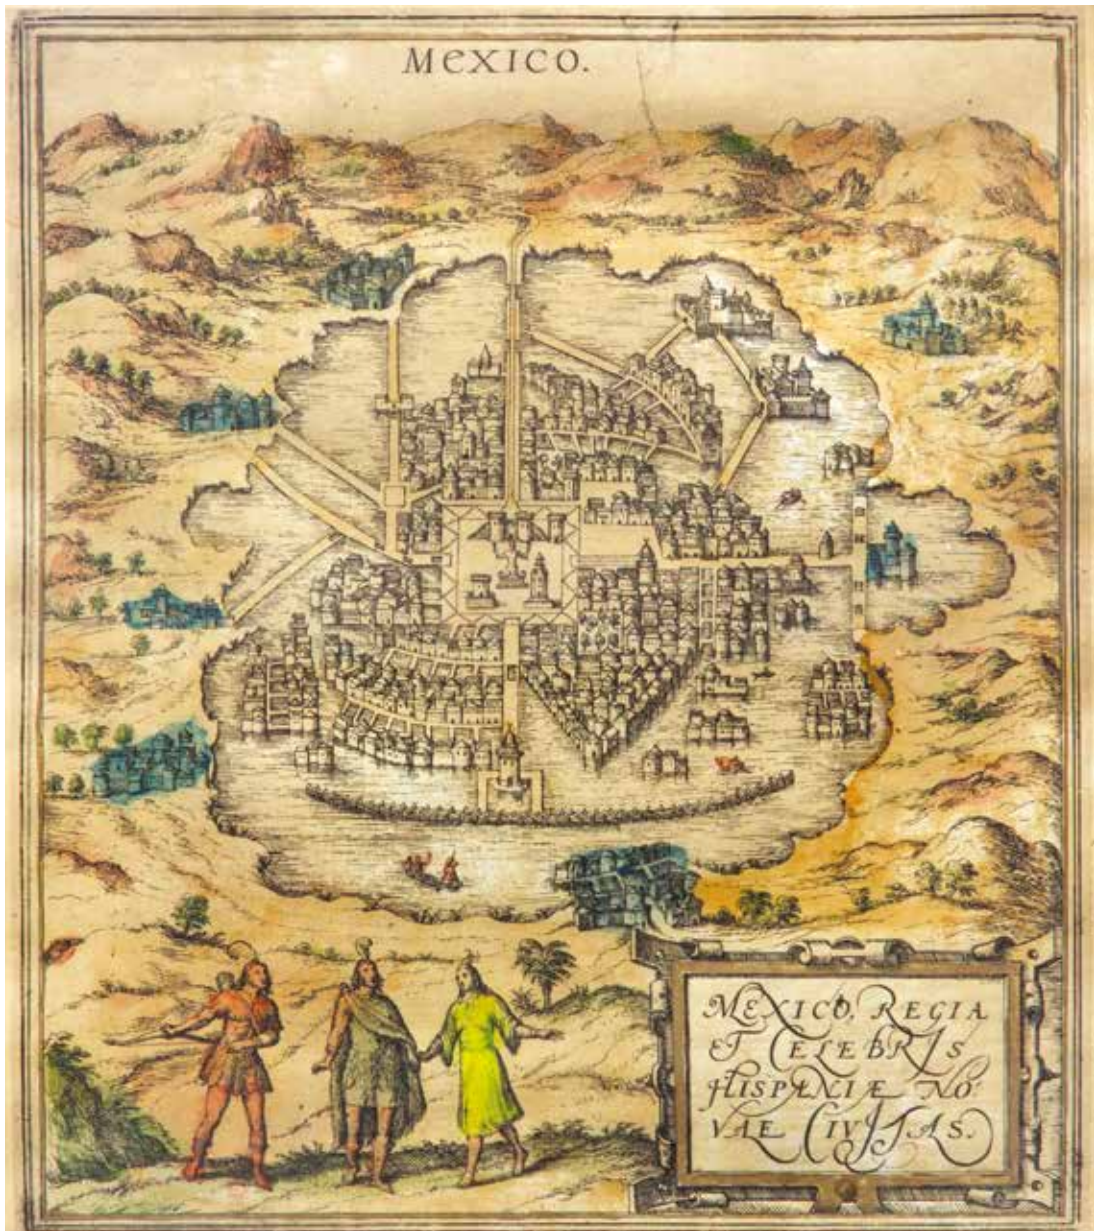 MEXICO.
MEXICO, REGIA
ET CELEBRIS
HISPANIÆ NO⸗
VAE CIVITAS.